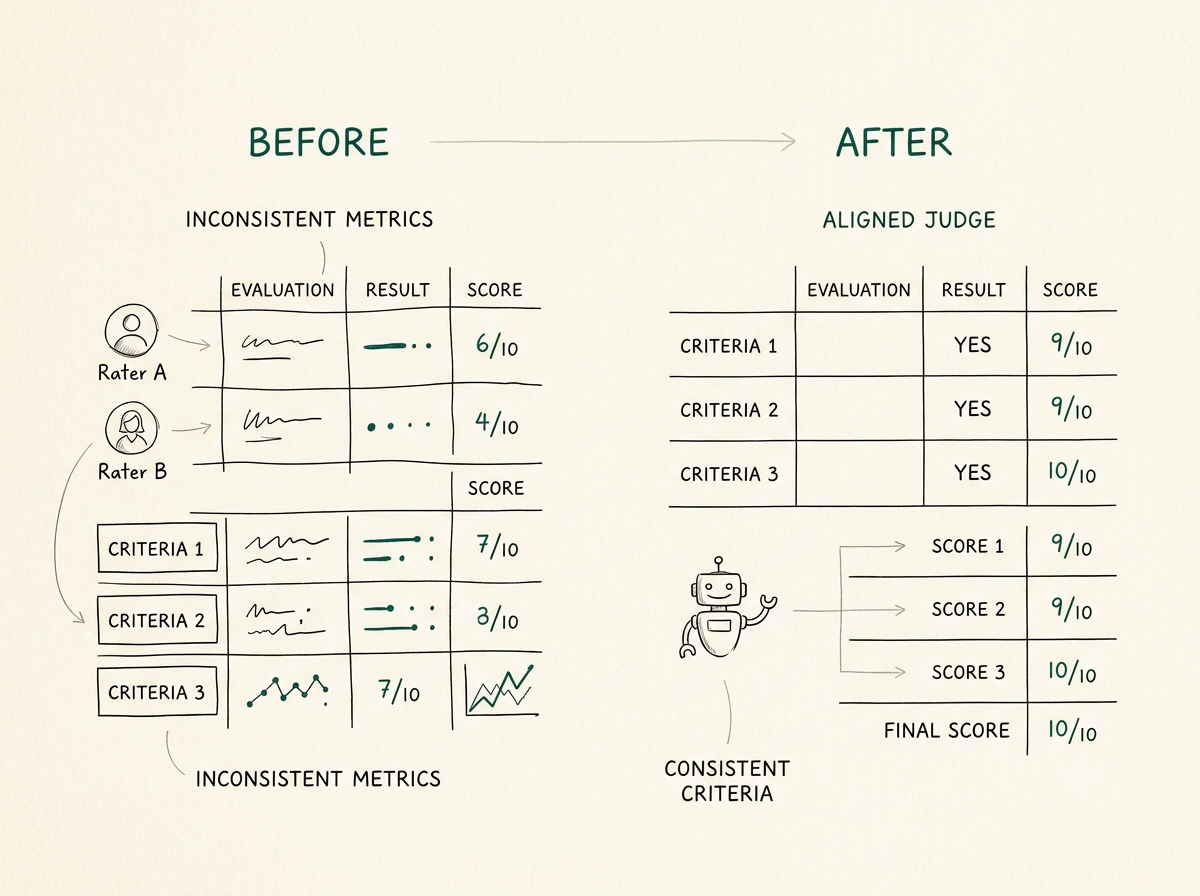 BEFORE
AFTER
INCONSISTENT METRICS
EVALUATION RESULT SCORE
Rater A
6/10
Rater B
4/10
SCORE
CRITERIA 1 7/10
CRITERIA 2 3/10
CRITERIA 3 7/10
INCONSISTENT METRICS
ALIGNED JUDGE
EVALUATION RESULT SCORE
CRITERIA 1 YES 9/10
CRITERIA 2 YES 9/10
CRITERIA 3 YES 10/10
SCORE 1 9/10
SCORE 2 9/10
SCORE 3 10/10
FINAL SCORE 10/10
CONSISTENT
CRITERIA